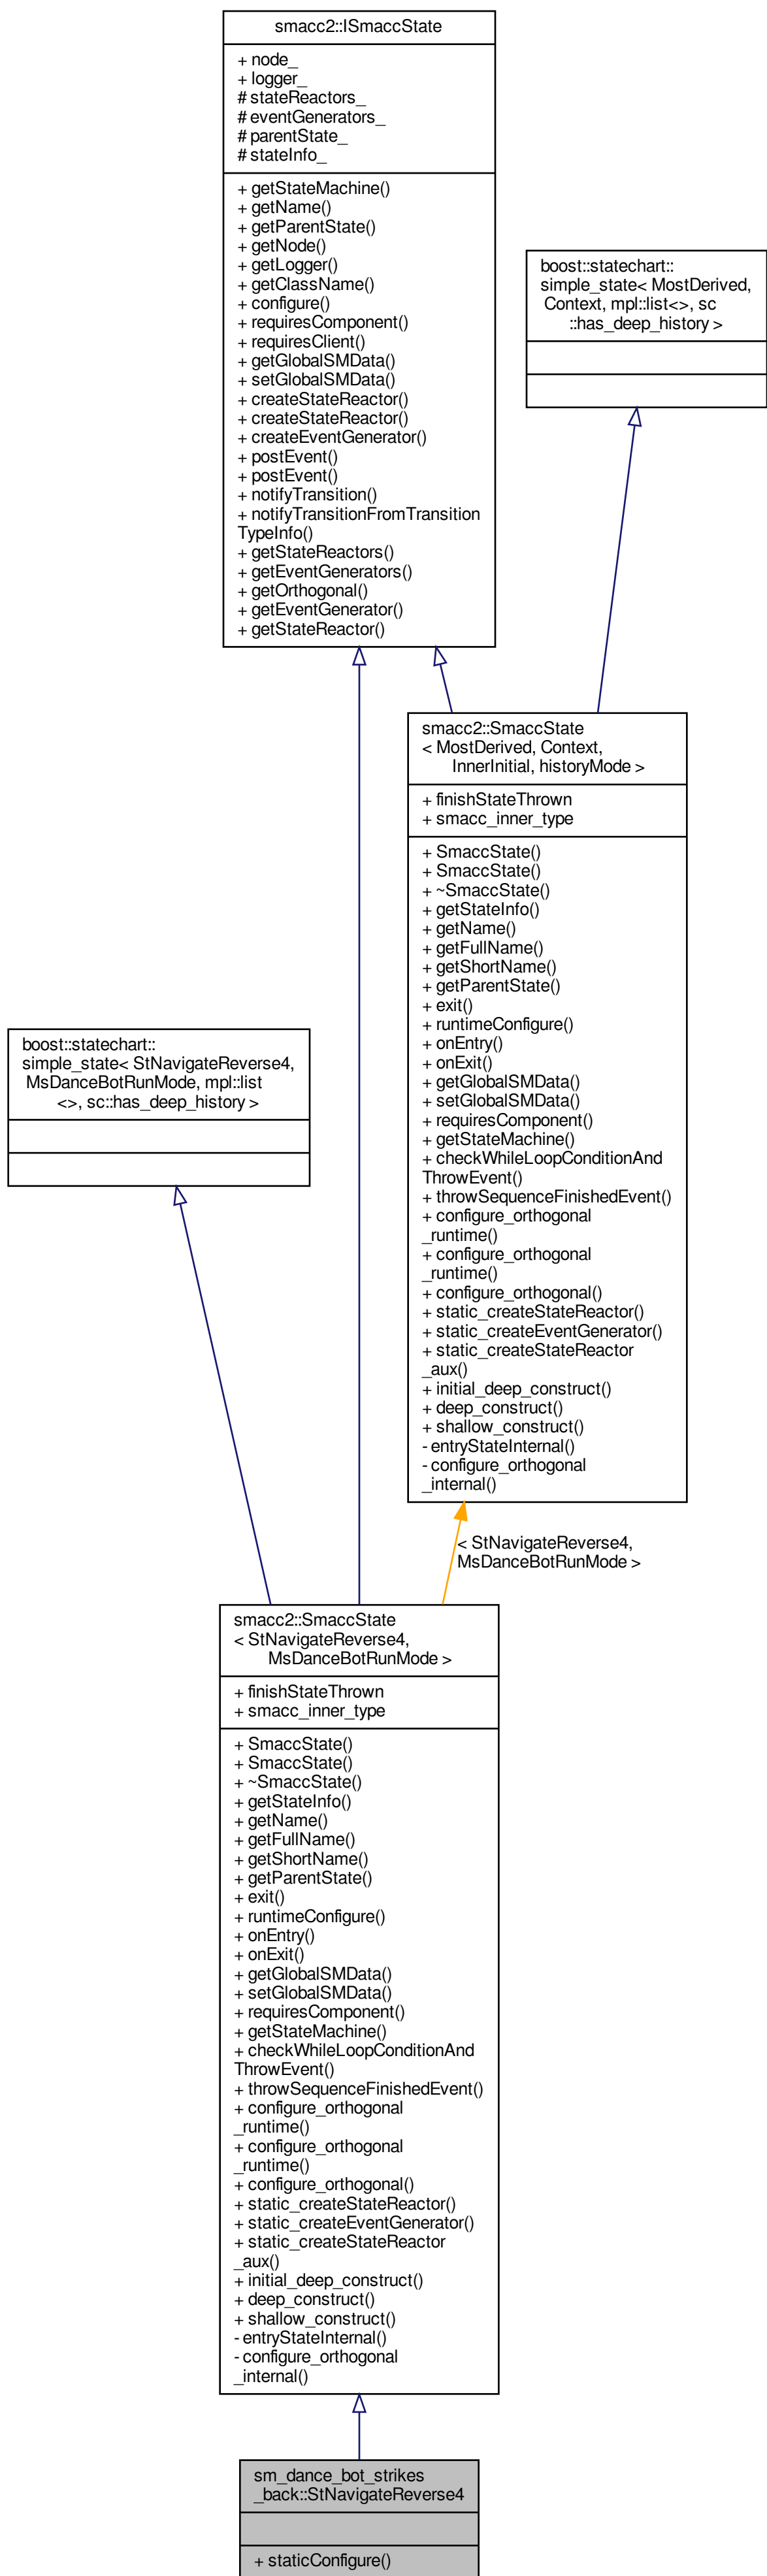 smacc2::ISmaccState
+ node_
+ logger_
# stateReactors_
# eventGenerators_
# parentState_
# stateInfo_
+ getStateMachine()
+ getName()
+ getParentState()
+ getNode()
+ getLogger()
+ getClassName()
+ configure()
+ requiresComponent()
+ requiresClient()
+ getGlobalSMData()
+ setGlobalSMData()
+ createStateReactor()
+ createStateReactor()
+ createEventGenerator()
+ postEvent()
+ postEvent()
+ notifyTransition()
+ notifyTransitionFromTransition
TypeInfo()
+ getStateReactors()
+ getEventGenerators()
+ getOrthogonal()
+ getEventGenerator()
+ getStateReactor()
boost::statechart::
simple_state< MostDerived,
Context, mpl::list<>, sc
::has_deep_history >
smacc2::SmaccState
< MostDerived, Context,
InnerInitial, historyMode >
+ finishStateThrown
+ smacc_inner_type
+ SmaccState()
+ SmaccState()
+ ~SmaccState()
+ getStateInfo()
+ getName()
+ getFullName()
+ getShortName()
+ getParentState()
+ exit()
+ runtimeConfigure()
+ onEntry()
+ onExit()
+ getGlobalSMData()
+ setGlobalSMData()
+ requiresComponent()
+ getStateMachine()
+ checkWhileLoopConditionAnd
ThrowEvent()
+ throwSequenceFinishedEvent()
+ configure_orthogonal
_runtime()
+ configure_orthogonal
_runtime()
+ configure_orthogonal()
+ static_createStateReactor()
+ static_createEventGenerator()
+ static_createStateReactor
_aux()
+ initial_deep_construct()
+ deep_construct()
+ shallow_construct()
- entryStateInternal()
- configure_orthogonal
_internal()
boost::statechart::
simple_state< StNavigateReverse4,
MsDanceBotRunMode, mpl::list
<>, sc::has_deep_history >
< StNavigateReverse4,
MsDanceBotRunMode >
smacc2::SmaccState
< StNavigateReverse4,
MsDanceBotRunMode >
+ finishStateThrown
+ smacc_inner_type
+ SmaccState()
+ SmaccState()
+ ~SmaccState()
+ getStateInfo()
+ getName()
+ getFullName()
+ getShortName()
+ getParentState()
+ exit()
+ runtimeConfigure()
+ onEntry()
+ onExit()
+ getGlobalSMData()
+ setGlobalSMData()
+ requiresComponent()
+ getStateMachine()
+ checkWhileLoopConditionAnd
ThrowEvent()
+ throwSequenceFinishedEvent()
+ configure_orthogonal
_runtime()
+ configure_orthogonal
_runtime()
+ configure_orthogonal()
+ static_createStateReactor()
+ static_createEventGenerator()
+ static_createStateReactor
_aux()
+ initial_deep_construct()
+ deep_construct()
+ shallow_construct()
- entryStateInternal()
- configure_orthogonal
_internal()
sm_dance_bot_strikes
_back::StNavigateReverse4
+ staticConfigure()